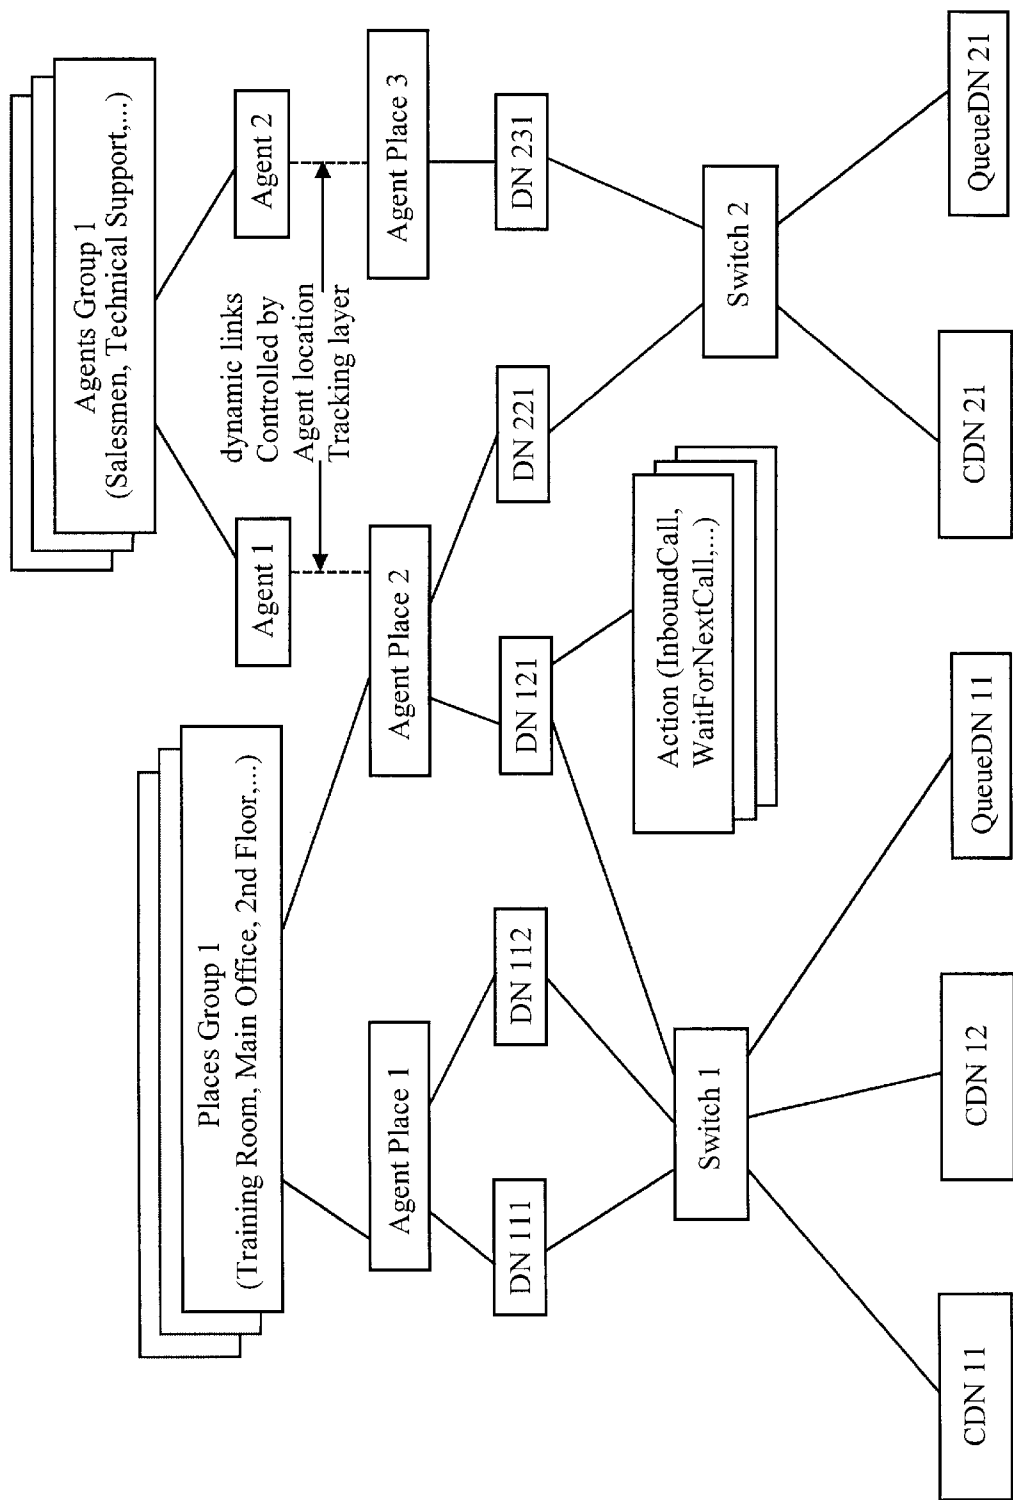 Agents Group 1
(Salesmen, Technical Support,...)
Places Group 1
(Training Room, Main Office, 2nd Floor,...)
Agent 1
Agent 2
dynamic links
Controlled by
Agent location
Tracking layer
Agent Place 1
Agent Place 2
Agent Place 3
DN 111
DN 112
DN 121
DN 221
DN 231
Action (InboundCall,
WaitForNextCall,...)
Switch 1
Switch 2
CDN 11
CDN 12
QueueDN 11
CDN 21
QueueDN 21